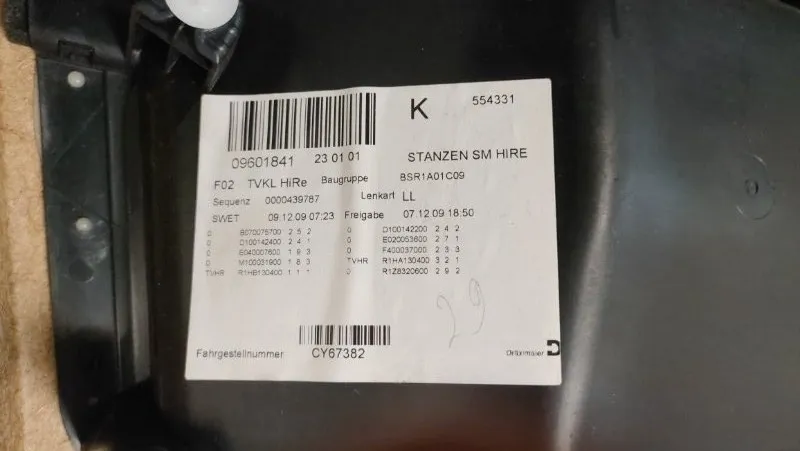 K 554331
09601841 23 01 01 STANZEN SM HIRE
F02 TVKL HiRe Baugruppe BSR1A01C09
Sequenz 0000439787 Lenkart LL
SWET 09.12.09 07:23 Freigabe 07.12.09 18:50
0 B070075700 2 5 2 0 D100142200 2 4 2
0 D100142400 2 4 1 0 E020053600 2 7 1
0 E040007600 1 9 3 0 F400037000 2 3 3
0 M100031900 1 8 3 TVHR R1HA130400 3 2 1
TVHR R1HB130400 1 1 1 0 R1Z8320600 2 9 2
29
Fahrgestellnummer CY67382 Dräxlmaier D